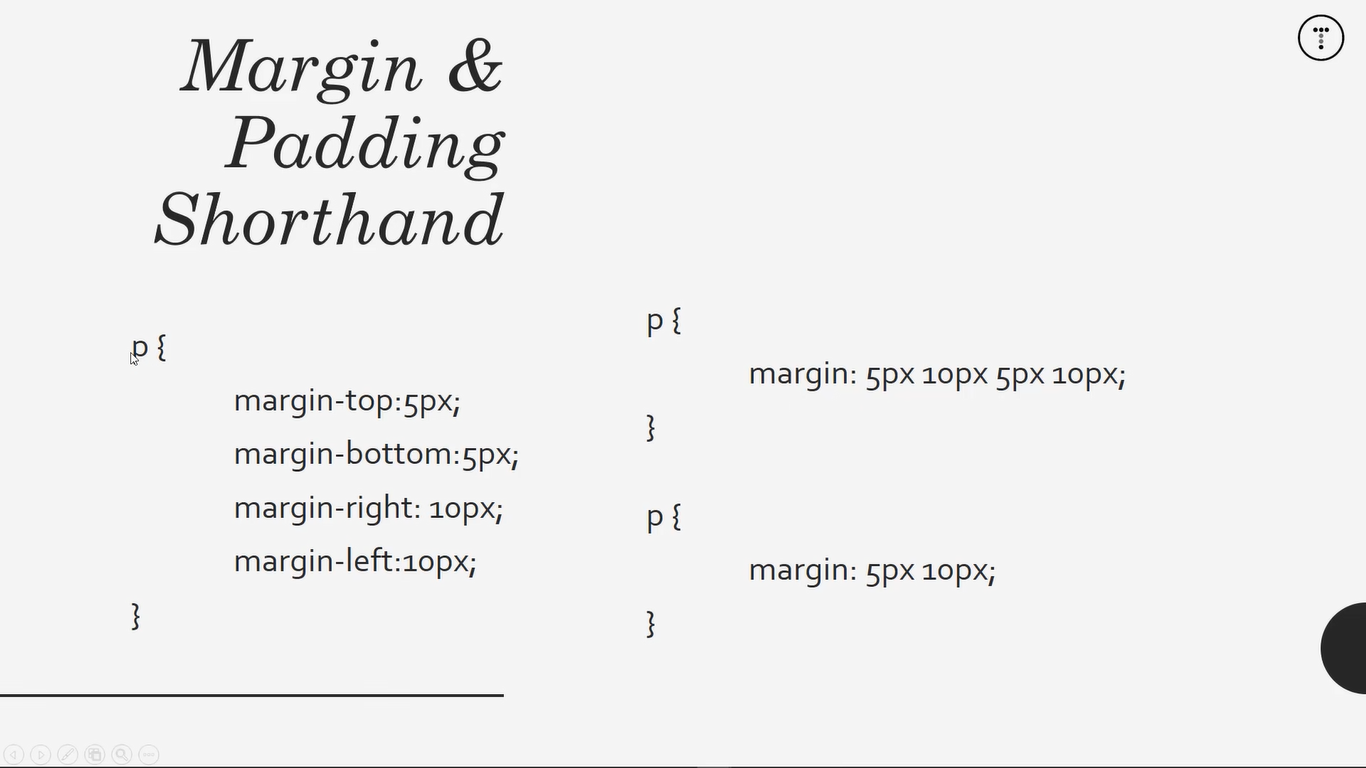 Margin &
Padding
Shorthand
p {
margin-top:5px;
margin-bottom:5px;
margin-right: 10px;
margin-left:10px;
}
p {
margin: 5px 10px 5px 10px;
}
p {
margin: 5px 10px;
}